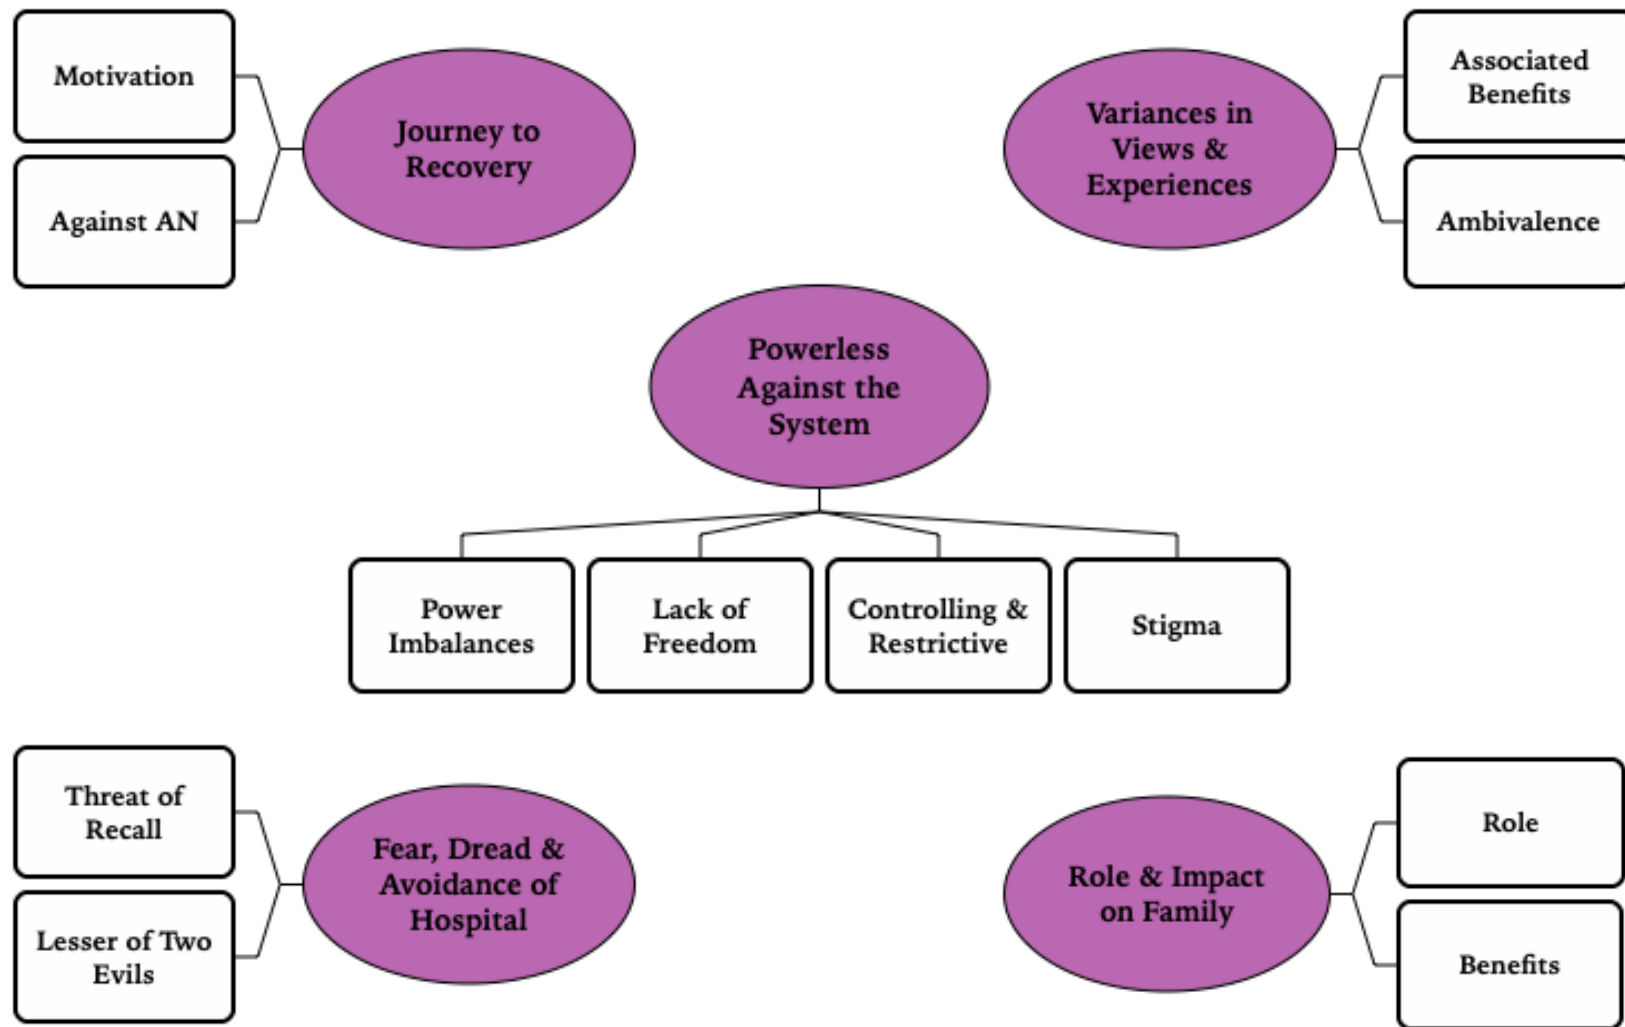 Motivation
Against AN
Journey to
Recovery
Variances in
Views &
Experiences
Associated
Benefits
Ambivalence
Powerless
Against the
System
Power
Imbalances
Lack of
Freedom
Controlling &
Restrictive
Stigma
Threat of
Recall
Lesser of Two
Evils
Fear, Dread &
Avoidance of
Hospital
Role & Impact
on Family
Role
Benefits